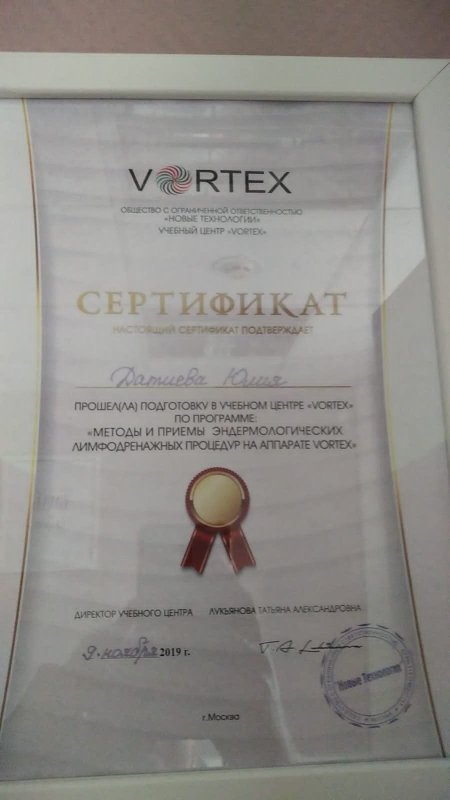 VORTEX
ОБЩЕСТВО С ОГРАНИЧЕННОЙ ОТВЕТСТВЕННОСТЬЮ
«НОВЫЕ ТЕХНОЛОГИИ»
УЧЕБНЫЙ ЦЕНТР «VORTEX»
СЕРТИФИКАТ
НАСТОЯЩИЙ СЕРТИФИКАТ ПОДТВЕРЖДАЕТ
Датиева Юлия
ПРОШЕЛ(ЛА) ПОДГОТОВКУ В УЧЕБНОМ ЦЕНТРЕ «VORTEX»
ПО ПРОГРАММЕ:
«МЕТОДЫ И ПРИЕМЫ ЭНДЕРМОЛОГИЧЕСКИХ
ЛИМФОДРЕНАЖНЫХ ПРОЦЕДУР НА АППАРАТЕ VORTEX»
ДИРЕКТОР УЧЕБНОГО ЦЕНТРА ЛУКЬЯНОВА ТАТЬЯНА АЛЕКСАНДРОВНА
9 ноября 2019 г.
Новые Технологии
г.Москва